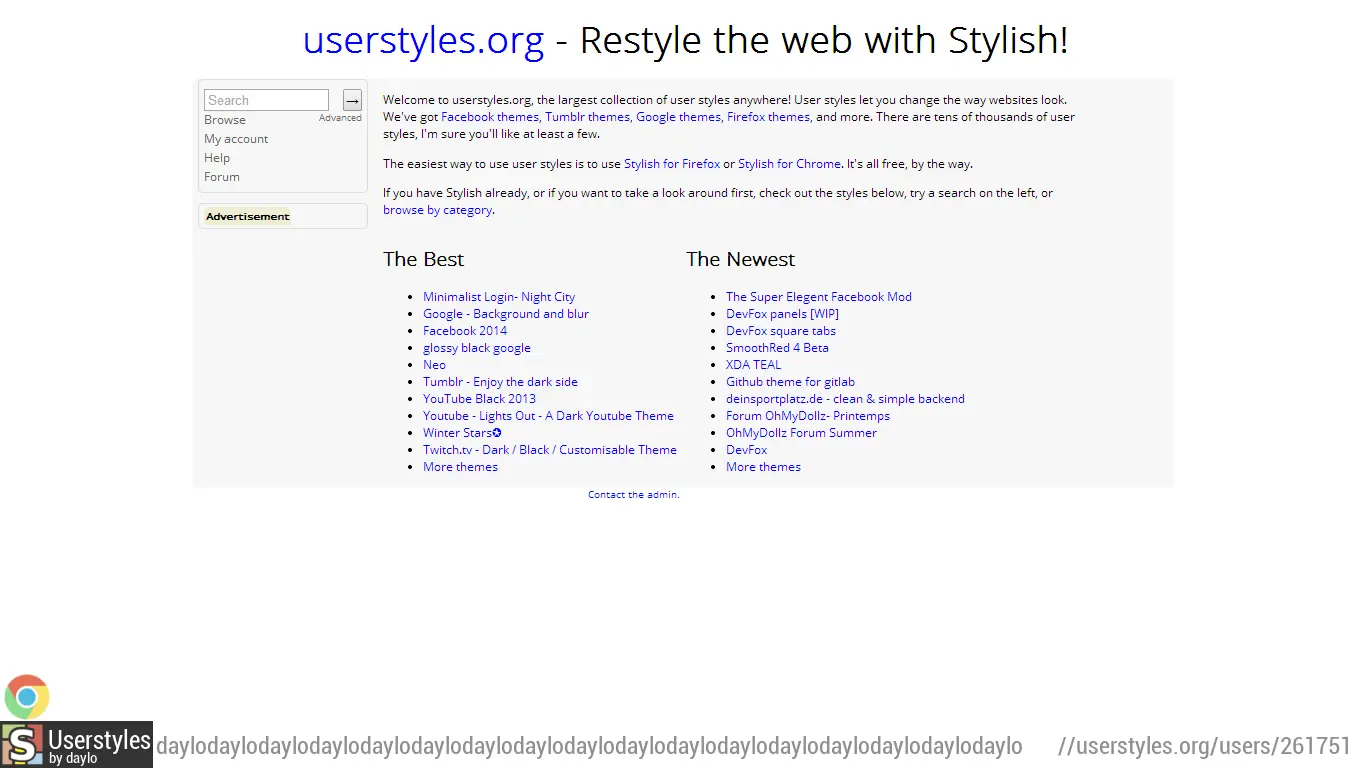 userstyles.org - Restyle the web with Stylish!
Search
→
Advanced
Browse
My account
Help
Forum
Advertisement
Welcome to userstyles.org, the largest collection of user styles anywhere! User styles let you change the way websites look.
We've got Facebook themes, Tumblr themes, Google themes, Firefox themes, and more. There are tens of thousands of user
styles, I'm sure you'll like at least a few.
The easiest way to use user styles is to use Stylish for Firefox or Stylish for Chrome. It's all free, by the way.
If you have Stylish already, or if you want to take a look around first, check out the styles below, try a search on the left, or
browse by category.
The Best
Minimalist Login- Night City
Google - Background and blur
Facebook 2014
glossy black google
Neo
Tumblr - Enjoy the dark side
YouTube Black 2013
Youtube - Lights Out - A Dark Youtube Theme
Winter Stars✪
Twitch.tv - Dark / Black / Customisable Theme
More themes
The Newest
The Super Elegent Facebook Mod
DevFox panels [WIP]
DevFox square tabs
SmoothRed 4 Beta
XDA TEAL
Github theme for gitlab
deinsportplatz.de - clean & simple backend
Forum OhMyDollz- Printemps
OhMyDollz Forum Summer
DevFox
More themes
Contact the admin.
S Userstyles
by daylo
daylodaylodaylodaylodaylodaylodaylodaylodaylodaylodaylodaylodaylodaylodaylodaylodaylo
//userstyles.org/users/261751